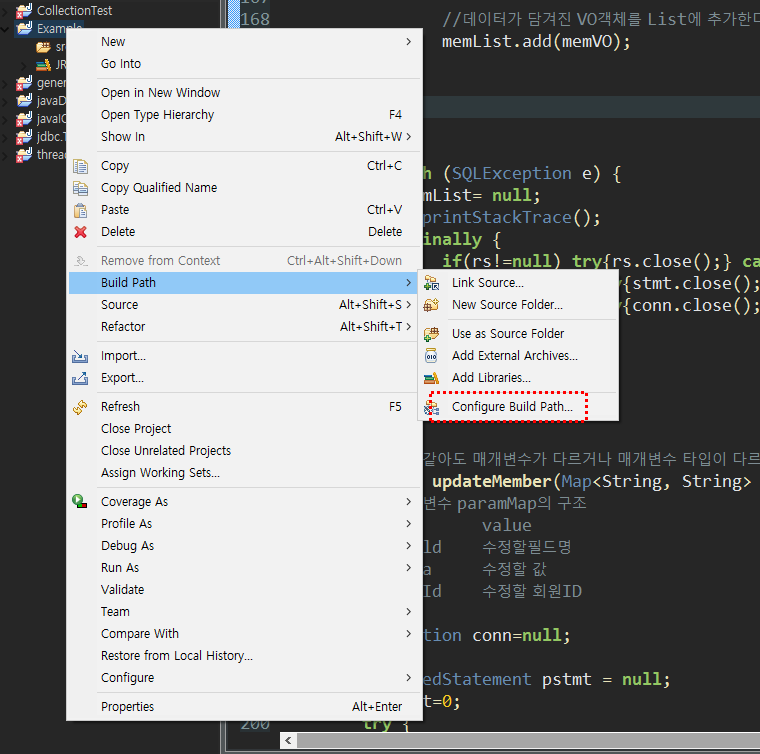 CollectionTest
168
//데이터가 담겨진 VO객체를 List에 추가한다
Example
memList.add(memVO);
New
Go Into
Open in New Window
Open Type Hierarchy F4
Show In Alt+Shift+W
Copy Ctrl+C
Copy Qualified Name
Paste Ctrl+V
Delete Delete
Remove from Context Ctrl+Alt+Shift+Down
Build Path
Source Alt+Shift+S
Refactor Alt+Shift+T
Import...
Export...
Refresh F5
Close Project
Close Unrelated Projects
Assign Working Sets...
Coverage As
Profile As
Debug As
Run As
Validate
Team
Compare With
Restore from Local History...
Configure
Properties Alt+Enter
Link Source...
New Source Folder...
Use as Source Folder
Add External Archives...
Add Libraries...
Configure Build Path...
sr
JR
gener
javaD
javaIO
jdbc.T
threa
h (SQLException e) {
mList= null;
printStackTrace();
inally {
if(rs!=null) try{rs.close();} ca
{stmt.close();
{conn.close();
같아도 매개변수가 다르거나 매개변수 타입이 다르
updateMember(Map<String, String>
변수 paramMap의 구조
value
ld 수정할필드명
a 수정할 값
Id 수정할 회원ID
tion conn=null;
edStatement pstmt = null;
t=0;
200
try {